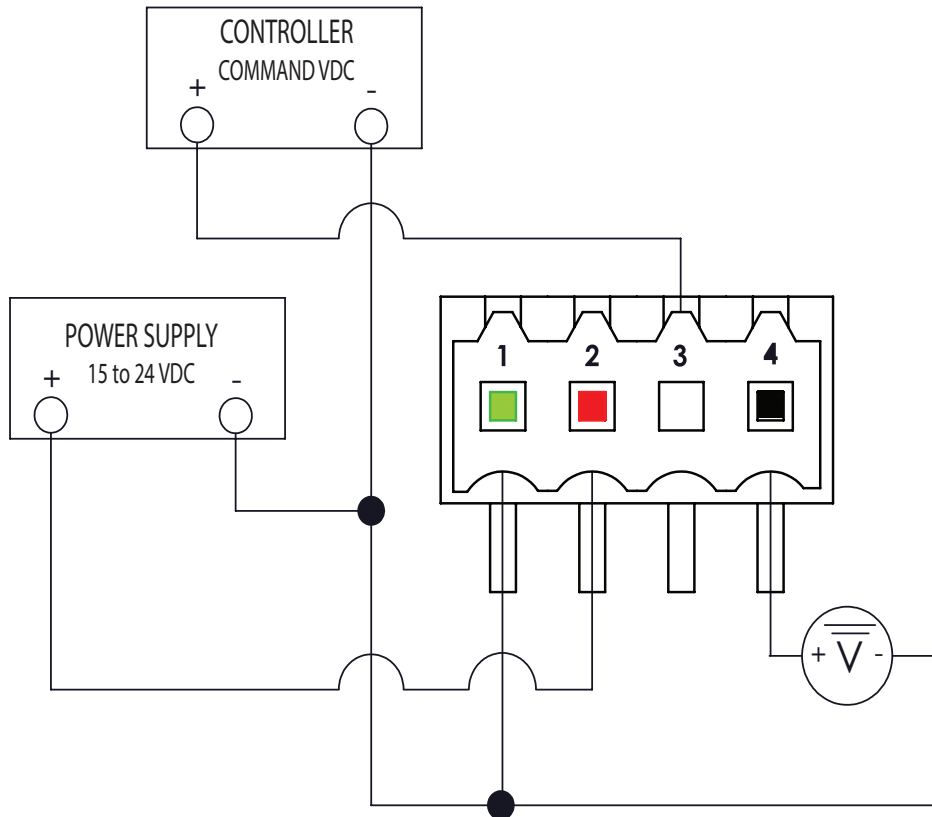 CONTROLLER
COMMAND VDC
+ -
POWER SUPPLY
15 to 24 VDC
+ -
1 2 3 4
+ V -